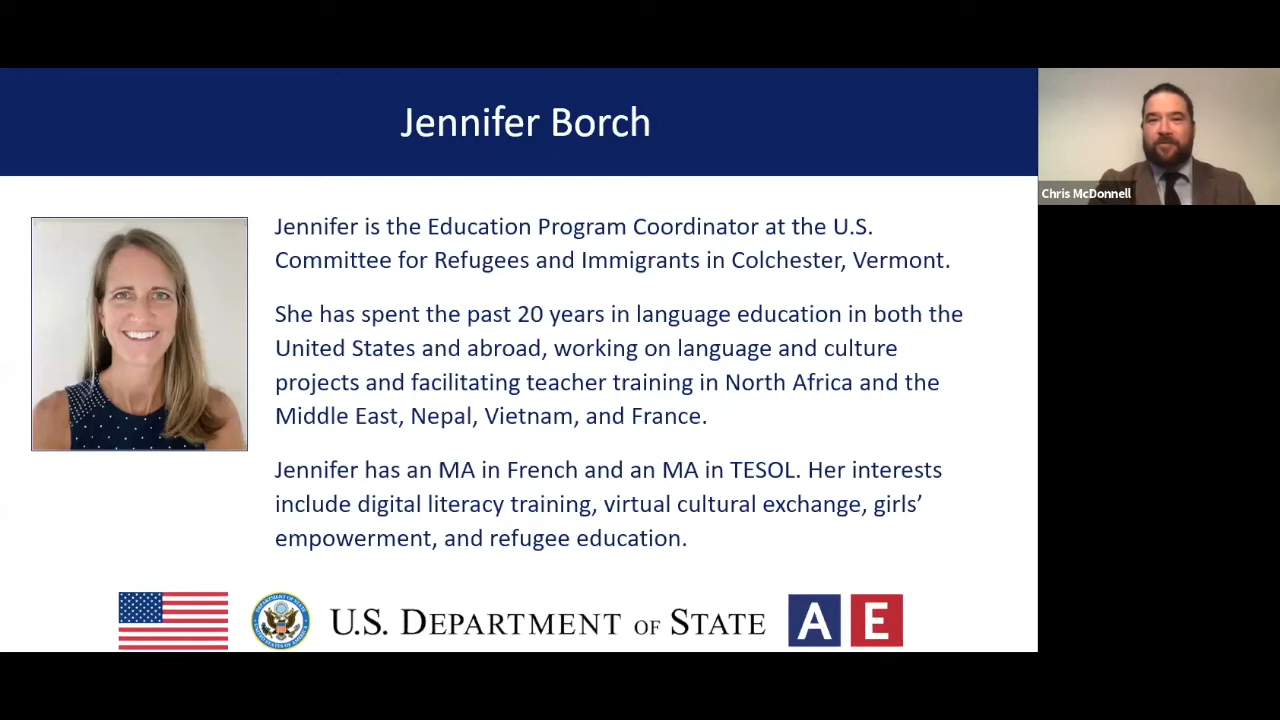 Jennifer Borch
Chris McDonnell
Jennifer is the Education Program Coordinator at the U.S.
Committee for Refugees and Immigrants in Colchester, Vermont.
She has spent the past 20 years in language education in both the
United States and abroad, working on language and culture
projects and facilitating teacher training in North Africa and the
Middle East, Nepal, Vietnam, and France.
Jennifer has an MA in French and an MA in TESOL. Her interests
include digital literacy training, virtual cultural exchange, girls’
empowerment, and refugee education.
U.S. DEPARTMENT OF STATE
A E